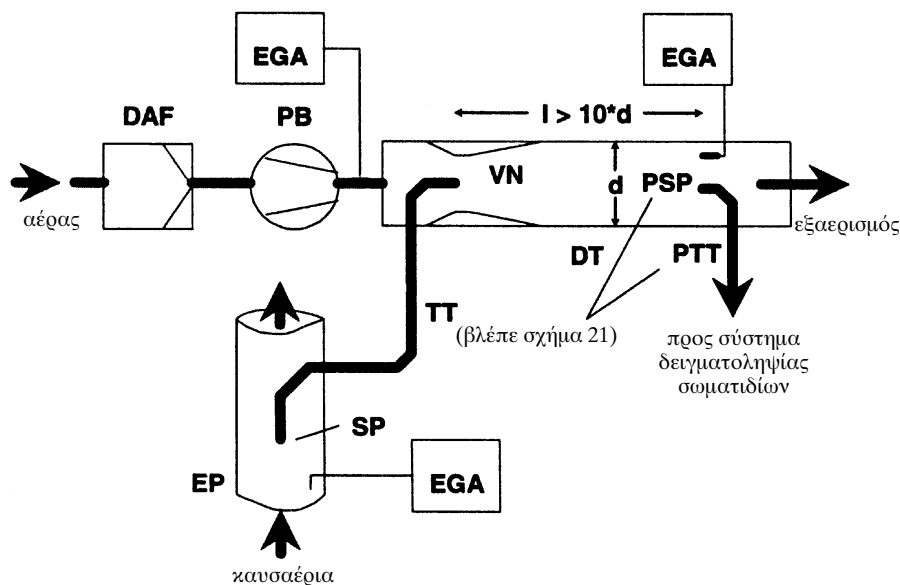 EGA
EGA
l > 10*d
DAF
PB
VN
d
PSP
αέρας
εξαερισμός
DT
PTT
TT
(βλέπε σχήμα 21)
προς σύστημα
δειγματοληψίας
σωματιδίων
SP
EP
EGA
καυσαέρια